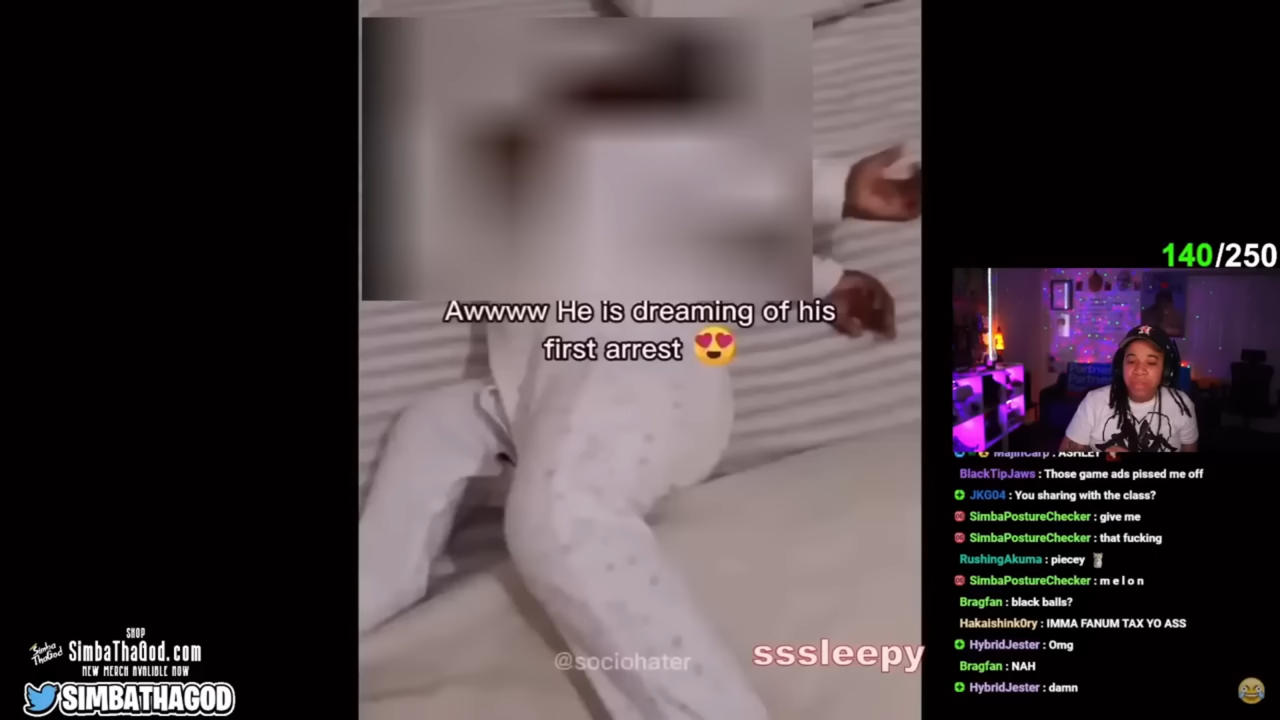 Awwww He is dreaming of his
first arrest 😍
@sociohater
sssleepy
SHOP
SimbaThaGod.com
NEW MERCH AVAILABLE NOW
SIMBATHAGOD
140/250
MajinCarp : ASHLEY
BlackTipJaws : Those game ads pissed me off
JKG04 : You sharing with the class?
SimbaPostureChecker : give me
SimbaPostureChecker : that fucking
RushingAkuma : piecey
SimbaPostureChecker : m e l o n
Bragfan : black balls?
Hakaishink0ry : IMMA FANUM TAX YO ASS
HybridJester : Omg
Bragfan : NAH
HybridJester : damn